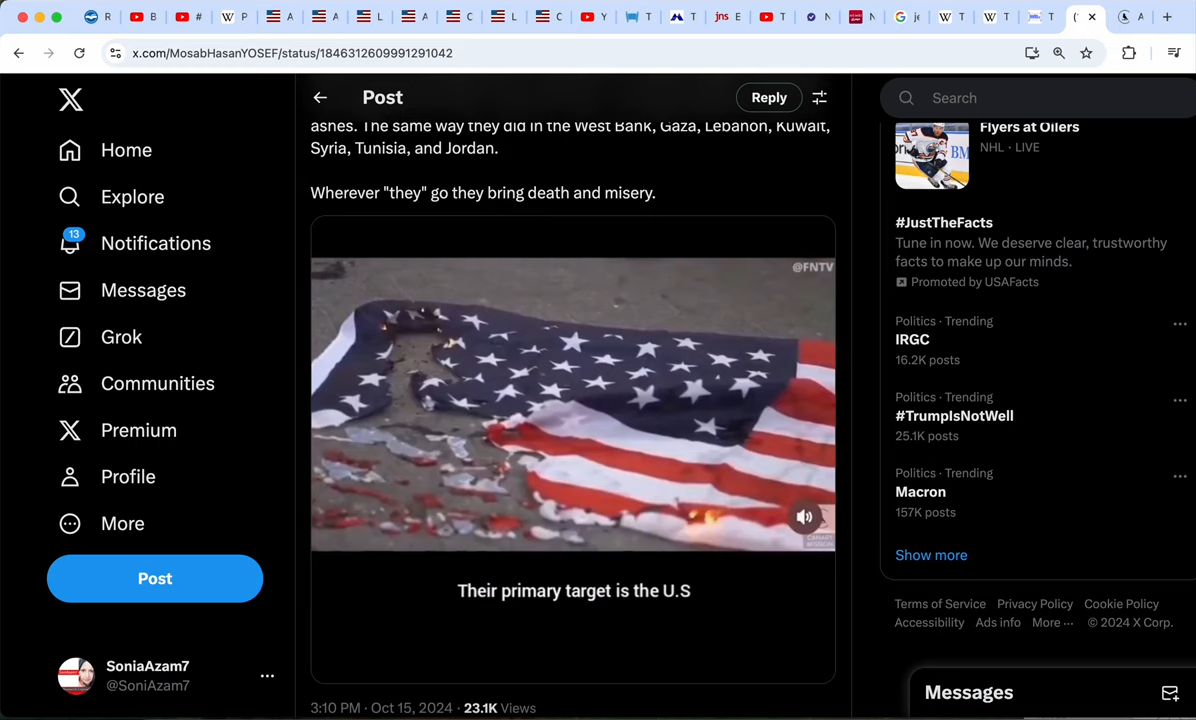 R
B
#
P
A
A
L
A
C
L
C
Y
T
T
jns E
T
N
N
je
T
T
T
(
A
x.com/MosabHasanYOSEF/status/1846312609991291042
Post
Reply
Search
Home
Explore
13
Notifications
Messages
Grok
Communities
Premium
Profile
More
Post
SoniaAzam7
@SoniAzam7
ashes. The same way they did in the West Bank, Gaza, Lebanon, Kuwait,
Syria, Tunisia, and Jordan.
Wherever "they" go they bring death and misery.
@FNTV
Their primary target is the U.S
3:10 PM · Oct 15, 2024 · 23.1K Views
Flyers at Oilers
NHL · LIVE
#JustTheFacts
Tune in now. We deserve clear, trustworthy
facts to make up our minds.
Promoted by USAFacts
Politics · Trending
IRGC
16.2K posts
Politics · Trending
#TrumpIsNotWell
25.1K posts
Politics · Trending
Macron
157K posts
Show more
Terms of Service Privacy Policy Cookie Policy
Accessibility Ads info More ··· © 2024 X Corp.
Messages